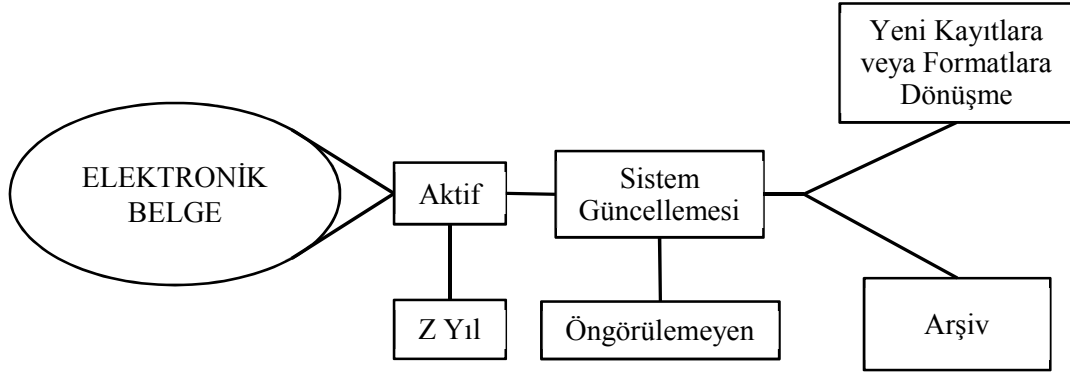 ELEKTRONİK
BELGE
Aktif
Z Yıl
Sistem
Güncellemesi
Öngörülemeyen
Yeni Kayıtlara
veya Formatlara
Dönüşme
Arşiv